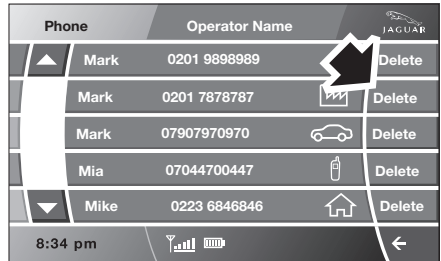 Phone Operator Name JAGUAR
Mark 0201 9898989 Delete
Mark 0201 7878787 Delete
Mark 07907970970 Delete
Mia 07044700447 Delete
Mike 0223 6846846 Delete
8:34 pm